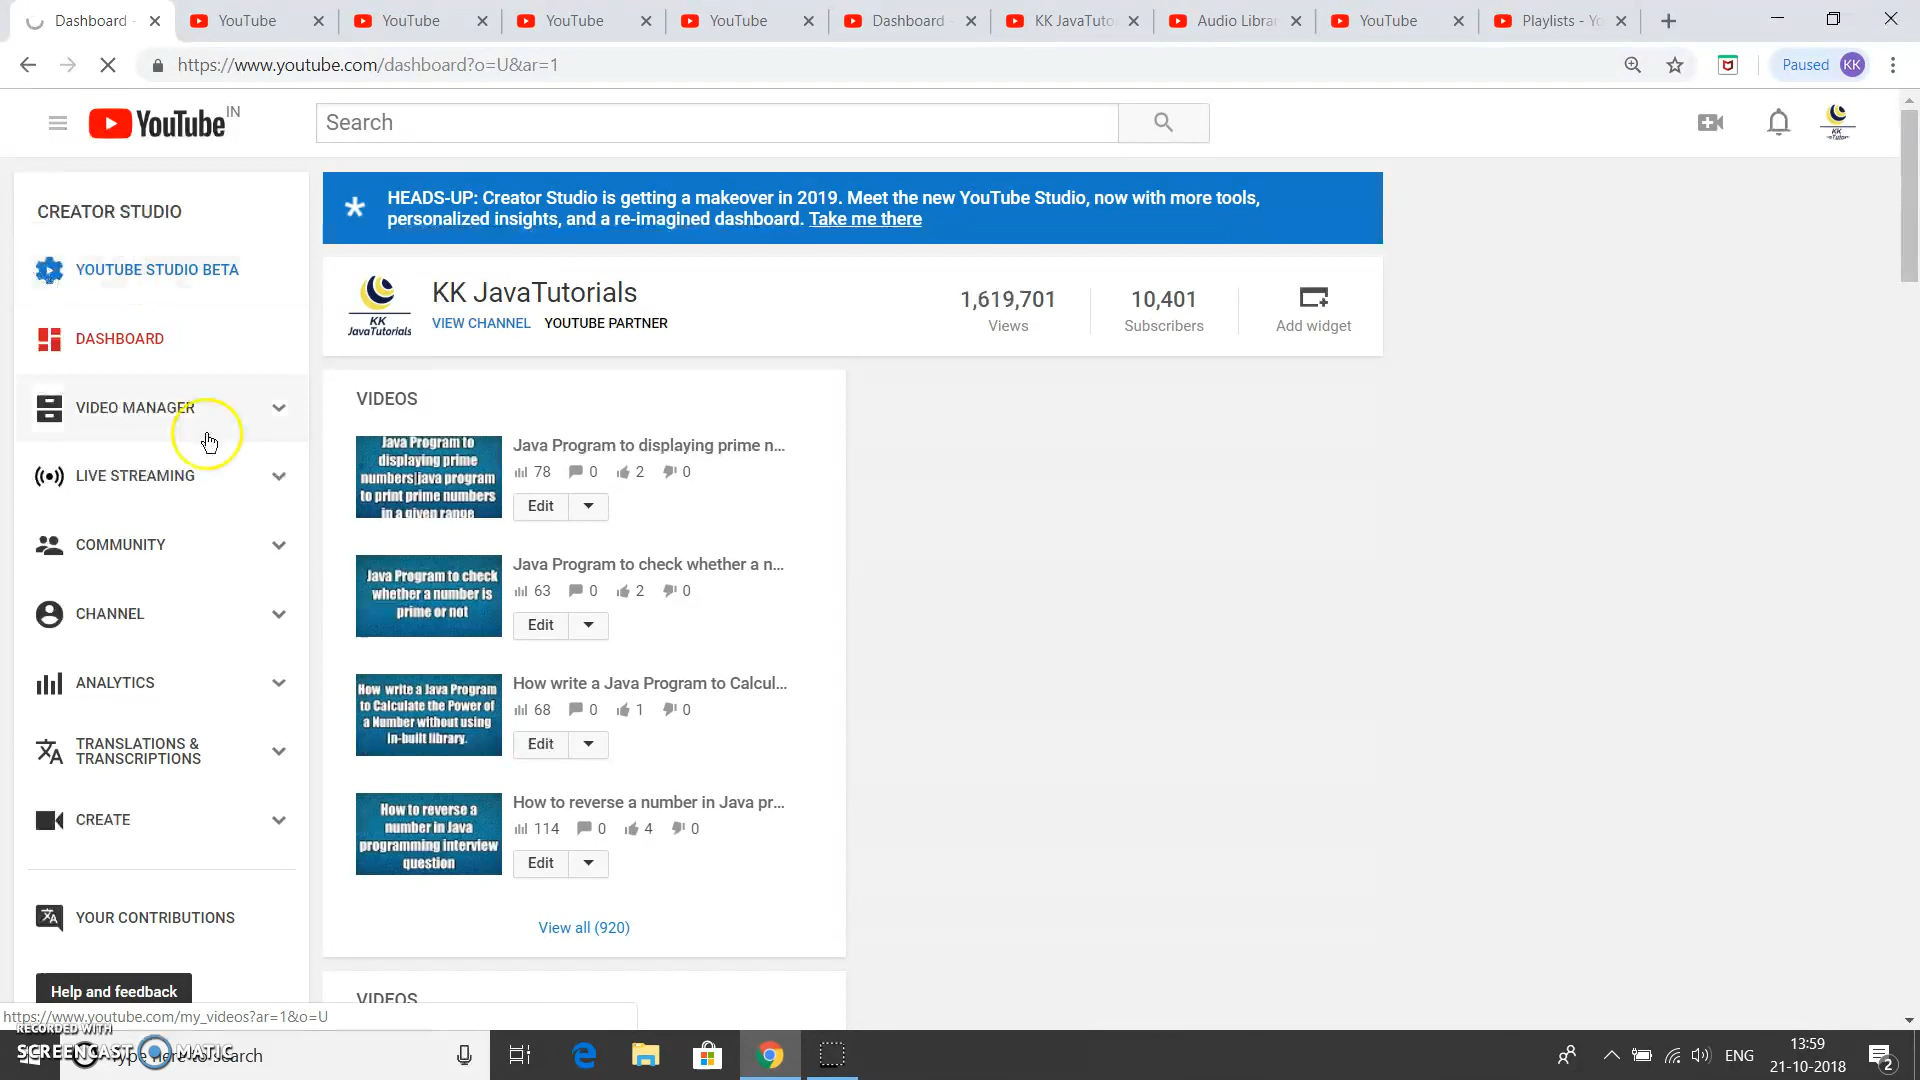 Dashboard -
YouTube
YouTube
YouTube
YouTube
Dashboard
KK JavaTuto
Audio Libra
YouTube
Playlists - Yo
https://www.youtube.com/dashboard?o=U&ar=1
Paused
KK
YouTube IN
Search
CREATOR STUDIO
YOUTUBE STUDIO BETA
DASHBOARD
VIDEO MANAGER
LIVE STREAMING
COMMUNITY
CHANNEL
ANALYTICS
TRANSLATIONS &
TRANSCRIPTIONS
CREATE
YOUR CONTRIBUTIONS
Help and feedback
HEADS-UP: Creator Studio is getting a makeover in 2019. Meet the new YouTube Studio, now with more tools,
personalized insights, and a re-imagined dashboard. Take me there
KK
JavaTutorials
KK JavaTutorials
VIEW CHANNEL YOUTUBE PARTNER
1,619,701
Views
10,401
Subscribers
Add widget
VIDEOS
Java Program to
displaying prime
numbers|java program
to print prime numbers
in a given range
Java Program to displaying prime n...
78 0 2 0
Edit
Java Program to check
whether a number is
prime or not
Java Program to check whether a n...
63 0 2 0
Edit
How write a Java Program
to Calculate the Power of
a Number without using
In-built library.
How write a Java Program to Calcul...
68 0 1 0
Edit
How to reverse a
number in Java
programming interview
question
How to reverse a number in Java pr...
114 0 4 0
Edit
View all (920)
VIDEOS
https://www.youtube.com/my_videos?ar=1&o=U
RECORDED WITH
SCREENCAST MATIC
Type here to search
ENG
13:59
21-10-2018
2